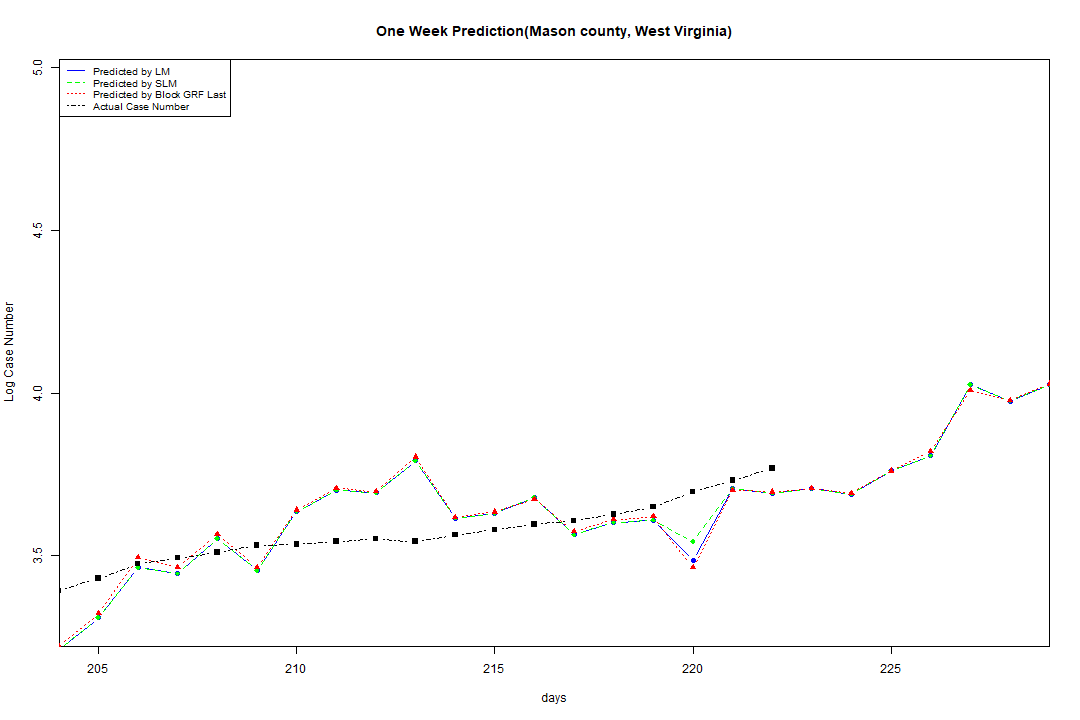 One Week Prediction(Mason county, West Virginia)
Predicted by LM
Predicted by SLM
Predicted by Block GRF Last
Actual Case Number
5.0
4.5
4.0
3.5
Log Case Number
205 210 215 220 225
days